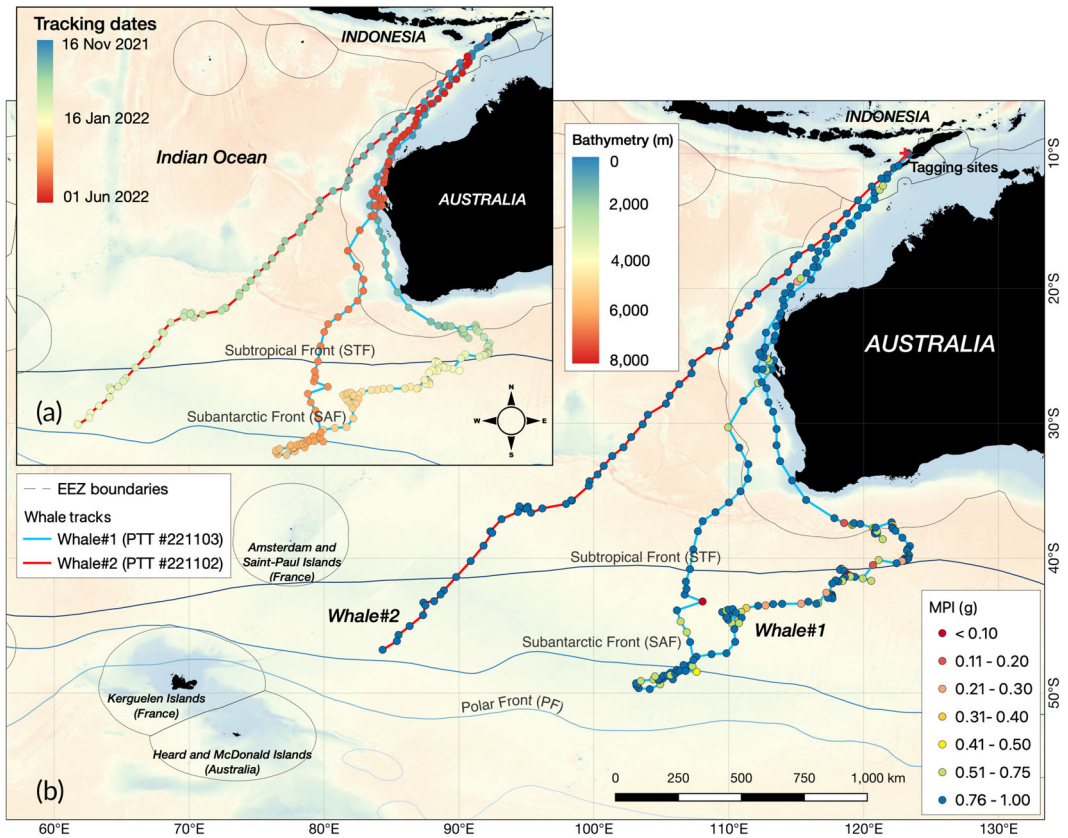 Tracking dates
16 Nov 2021
16 Jan 2022
01 Jun 2022
INDONESIA
Indian Ocean
AUSTRALIA
Subtropical Front (STF)
Subantarctic Front (SAF)
N
W
E
S
(a)
Bathymetry (m)
0
2,000
4,000
6,000
8,000
INDONESIA
Tagging sites
AUSTRALIA
10°S
20°S
30°S
40°S
50°S
EEZ boundaries
Whale tracks
Whale#1 (PTT #221103)
Whale#2 (PTT #221102)
Amsterdam and
Saint-Paul Islands
(France)
Subtropical Front (STF)
Whale#2
Whale#1
Subantarctic Front (SAF)
Kerguelen Islands
(France)
Polar Front (PF)
Heard and McDonald Islands
(Australia)
MPI (g)
< 0.10
0.11 - 0.20
0.21 - 0.30
0.31- 0.40
0.41 - 0.50
0.51 - 0.75
0.76 - 1.00
0 250 500 750 1,000 km
(b)
60°E 70°E 80°E 90°E 100°E 110°E 120°E 130°E